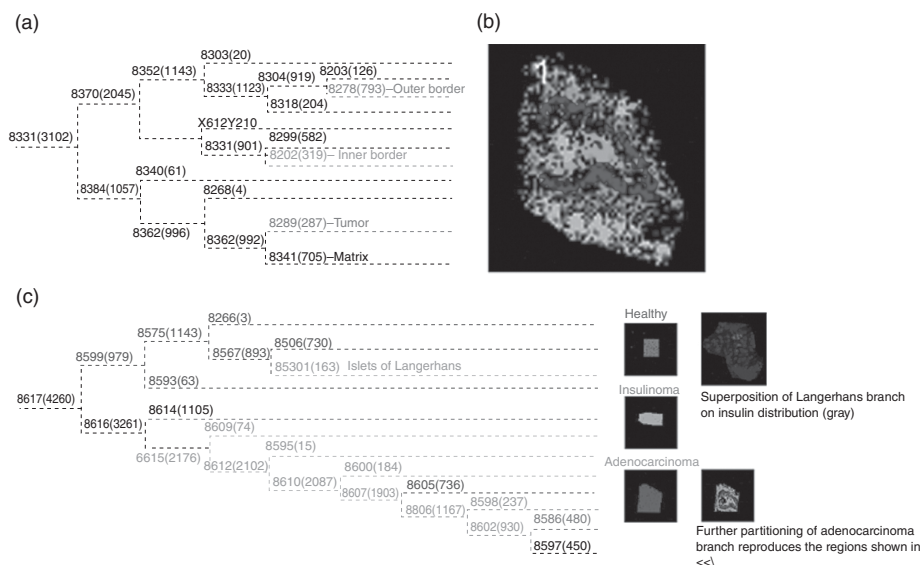 (a)
8303(20)
8352(1143)
8304(919)
8203(126)
8333(1123)
8278(793)–Outer border
8370(2045)
8318(204)
X612Y210
8299(582)
8331(3102)
8331(901)
8202(319)– Inner border
8340(61)
8384(1057)
8268(4)
8289(287)–Tumor
8362(996)
8362(992)
8341(705)–Matrix
(b)
1
(c)
8266(3)
8575(1143)
8506(730)
8599(979)
8567(893)
85301(163) Islets of Langerhans
8593(63)
8617(4260)
8614(1105)
8616(3261)
8609(74)
6615(2176)
8595(15)
8612(2102)
8600(184)
8610(2087)
8607(1903)
8605(736)
8598(237)
8806(1167)
8586(480)
8602(930)
8597(450)
Healthy
Insulinoma
Adenocarcinoma
Superposition of Langerhans branch
on insulin distribution (gray)
Further partitioning of adenocarcinoma
branch reproduces the regions shown in
<<\